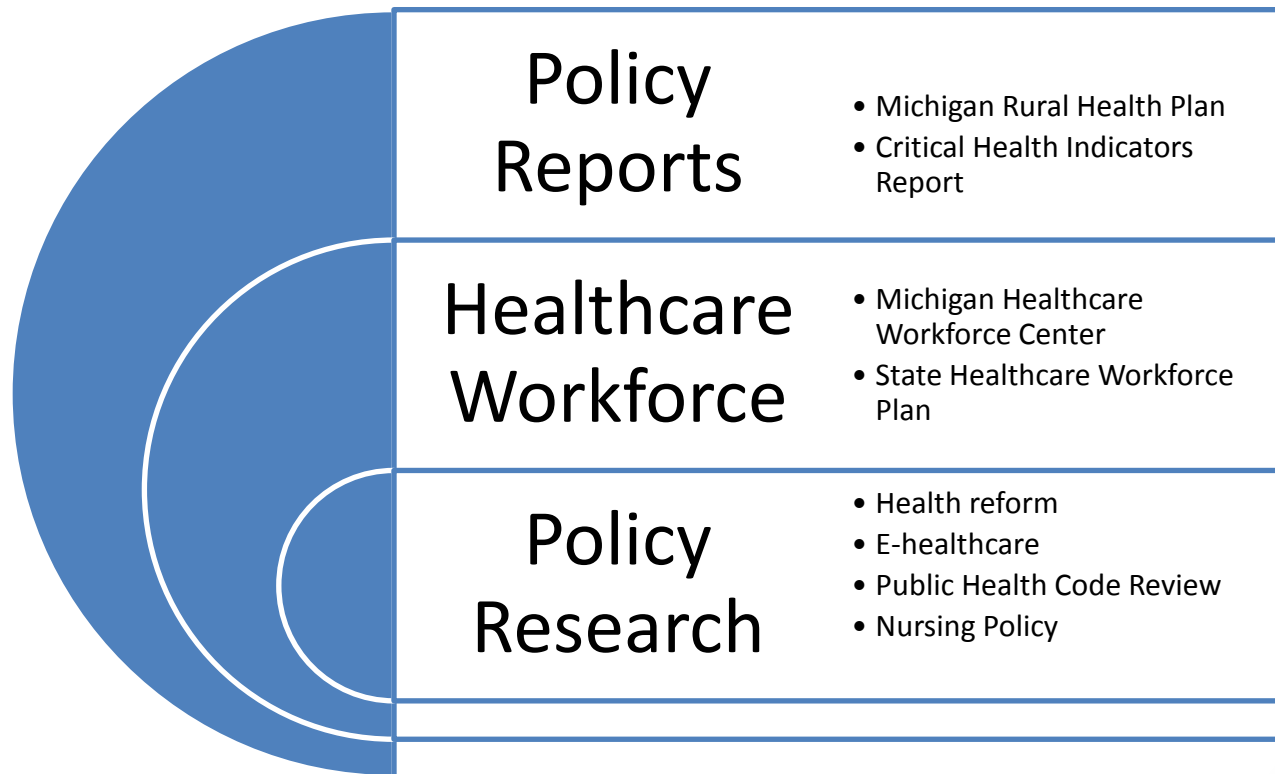 Policy
Reports
• Michigan Rural Health Plan
• Critical Health Indicators
Report
Healthcare
Workforce
• Michigan Healthcare
Workforce Center
• State Healthcare Workforce
Plan
Policy
Research
• Health reform
• E-healthcare
• Public Health Code Review
• Nursing Policy